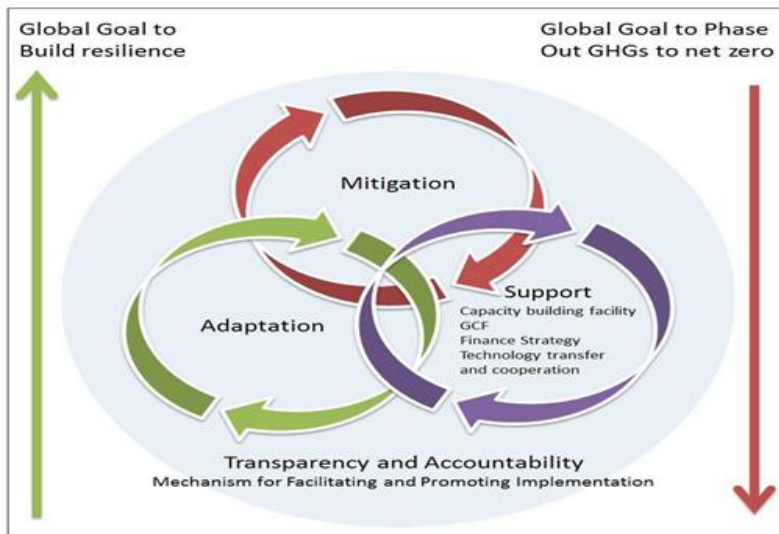 Global Goal to
Build resilience
Global Goal to Phase
Out GHGs to net zero
Mitigation
Adaptation
Support
Capacity building facility
GCF
Finance Strategy
Technology transfer
and cooperation
Transparency and Accountability
Mechanism for Facilitating and Promoting Implementation